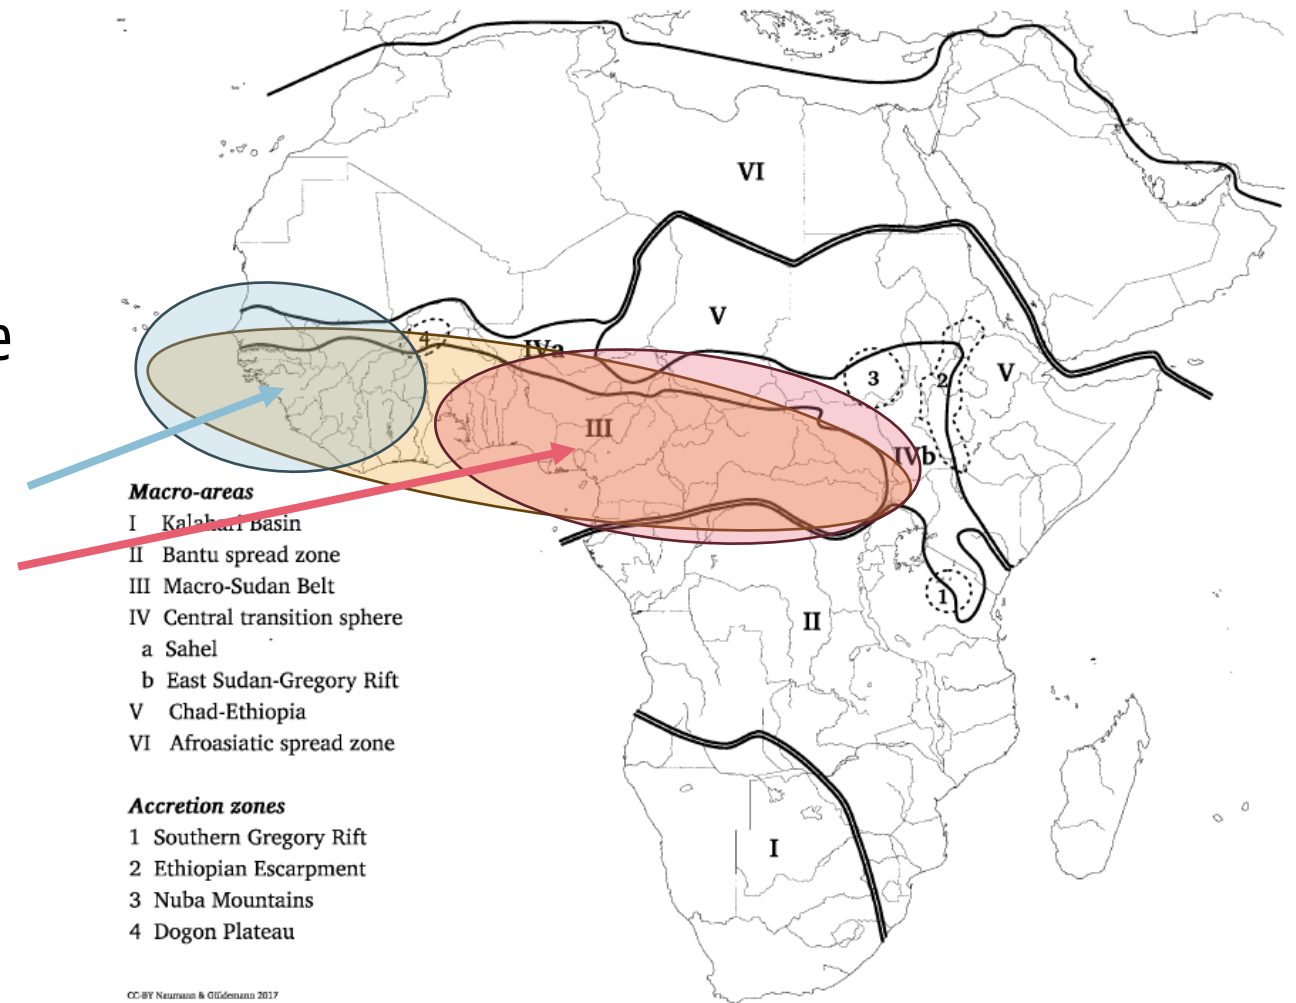 VI
V
e
4
IVa
3
2
V
III
IVb
Macro-areas
I Kalahari Basin
II Bantu spread zone
III Macro-Sudan Belt
IV Central transition sphere
a Sahel
b East Sudan-Gregory Rift
V Chad-Ethiopia
VI Afroasiatic spread zone
1
II
Accretion zones
1 Southern Gregory Rift
2 Ethiopian Escarpment
3 Nuba Mountains
4 Dogon Plateau
I
CC-BY Naumann & Güldemann 2017